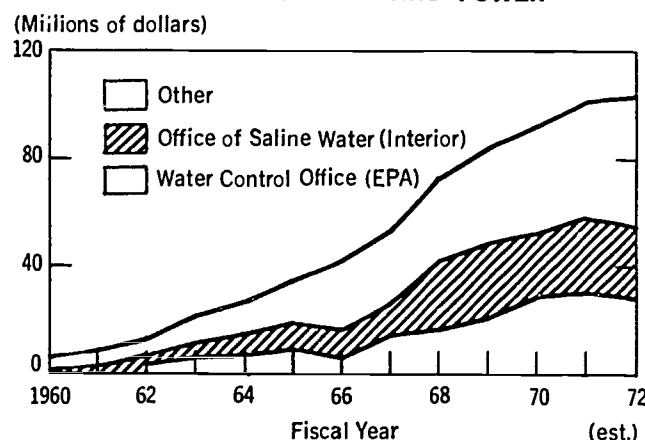 POWER
(Millions of dollars)
120
80
40
0
Other
Office of Saline Water (Interior)
Water Control Office (EPA)
1960 62 64 66 68 70 72
Fiscal Year (est.)